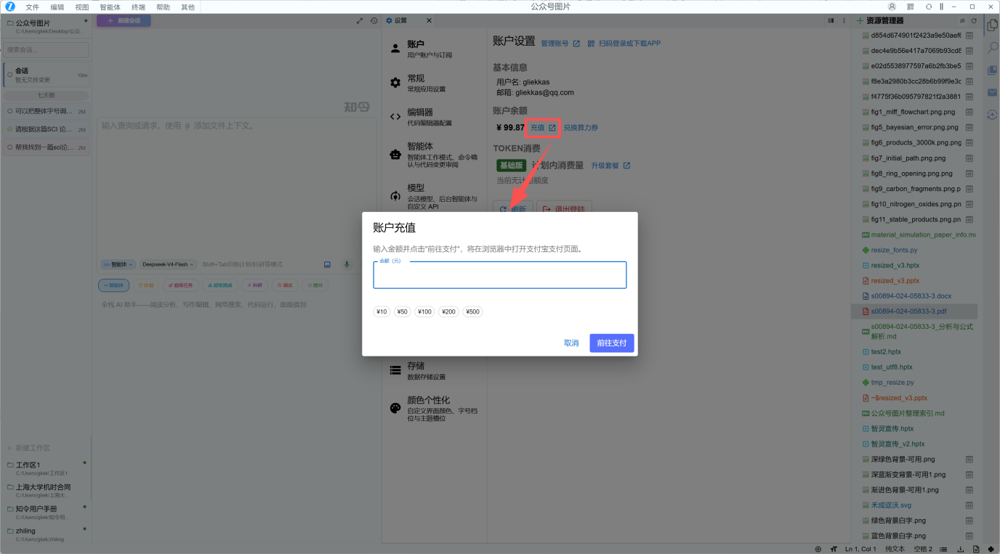 文件 编辑 视图 智能体 终端 帮助 其他
公众号图片
公众号图片
C:/Users/gliek/Desktop/公众...
搜索会话...
会话
暂无文件变更
19m
七天前
可以把整体字号调... 2M
请根据这篇SCI 论... 2M
帮我找到一篇sci论... 2M
+ 新建工作区
工作区1
C:/Users/gliek/工作区1
上海大学机时合同
C:/Users/gliek/上海大...
知令用户手册
C:/Users/gliek/知令用...
zhiling
C:/Users/gliek/zhiling
+ 新建会话
输入查询或请求、使用 @ 添加文件上下文。
智能体
Deepseek-V4-Flash
Shift+Tab切换计划/科研等模式
智能体
计划
超级任务
超级调度
科研
调试
提问
全栈 AI 助手——阅读分析、写作编辑、网络搜索、代码运行，面面俱到
设置
账户
用户账户与订阅
常规
常规应用设置
编辑器
代码编辑器配置
智能体
智能体工作模式、命令确
认与代码变更审阅
模型
会话模型、后台智能体与
自定义 API
存储
数据存储设置
颜色个性化
自定义界面颜色、字号档
位与主题槽位
账户设置 管理账号 扫码登录或下载APP
基本信息
用户名: gliekkas
邮箱: gliekkas@qq.com
账户余额
¥ 99.87 充值 兑换算力券
TOKEN消费
基础版 计划内消费量 升级套餐
当前无计划额度
刷新 退出登陆
账户充值
输入金额并点击"前往支付"，将在浏览器中打开支付宝支付页面。
金额（元）
¥10 ¥50 ¥100 ¥200 ¥500
取消 前往支付
资源管理器
d854d674901f2423a9e50aef6
dec4e9b56e417a7069b93cd8
e02d5538977597a6b2fb3be5
f8e3a2980b3cc28b6b99f9e3c
f4775f36b095797821f2a3881
fig1_mlff_flowchart.png.png
fig5_bayesian_error.png.png
fig6_products_3000k.png.png
fig7_initial_path.png.png
fig8_ring_opening.png.png
fig9_carbon_fragments.png.p
fig10_nitrogen_oxides.png.pn
fig11_stable_products.png.pn
material_simulation_paper_info.m
resize_fonts.py
resized_v3.hptx
resized_v3.pptx
s00894-024-05833-3.docx
s00894-024-05833-3.pdf
s00894-024-05833-3_分析与公式
解析.md
test2.hptx
test_utf8.hptx
tmp_resize.py
~$resized_v3.pptx
公众号图片整理索引.md
智灵宣传.hptx
智灵宣传_v2.hptx
深绿色背景-可用.png
深蓝渐变背景-可用1.png
渐进色背景-可用1.png
禾成讴沃.svg
绿色背景白字.png
蓝色背景白字.png
Ln 1, Col 1 纯文本 空格 2